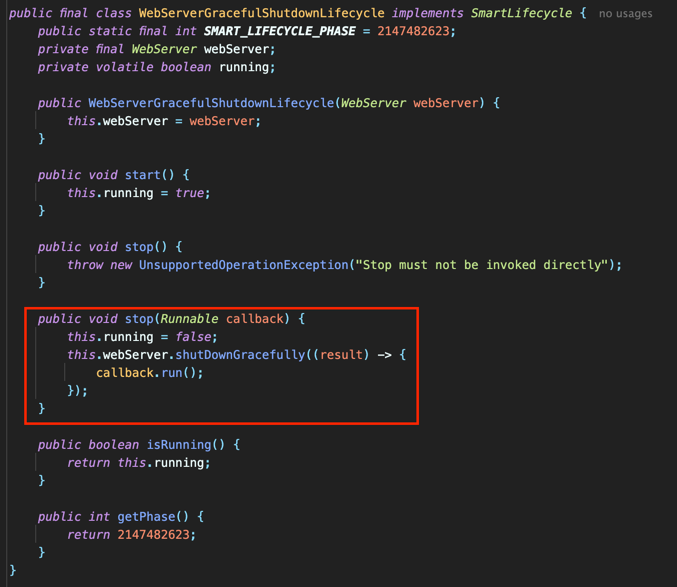 public final class WebServerGracefulShutdownLifecycle implements SmartLifecycle { no usages
public static final int SMART_LIFECYCLE_PHASE = 2147482623;
private final WebServer webServer;
private volatile boolean running;
public WebServerGracefulShutdownLifecycle(WebServer webServer) {
this.webServer = webServer;
}
public void start() {
this.running = true;
}
public void stop() {
throw new UnsupportedOperationException("Stop must not be invoked directly");
}
public void stop(Runnable callback) {
this.running = false;
this.webServer.shutDownGracefully((result) -> {
callback.run();
});
}
public boolean isRunning() {
return this.running;
}
public int getPhase() {
return 2147482623;
}
}